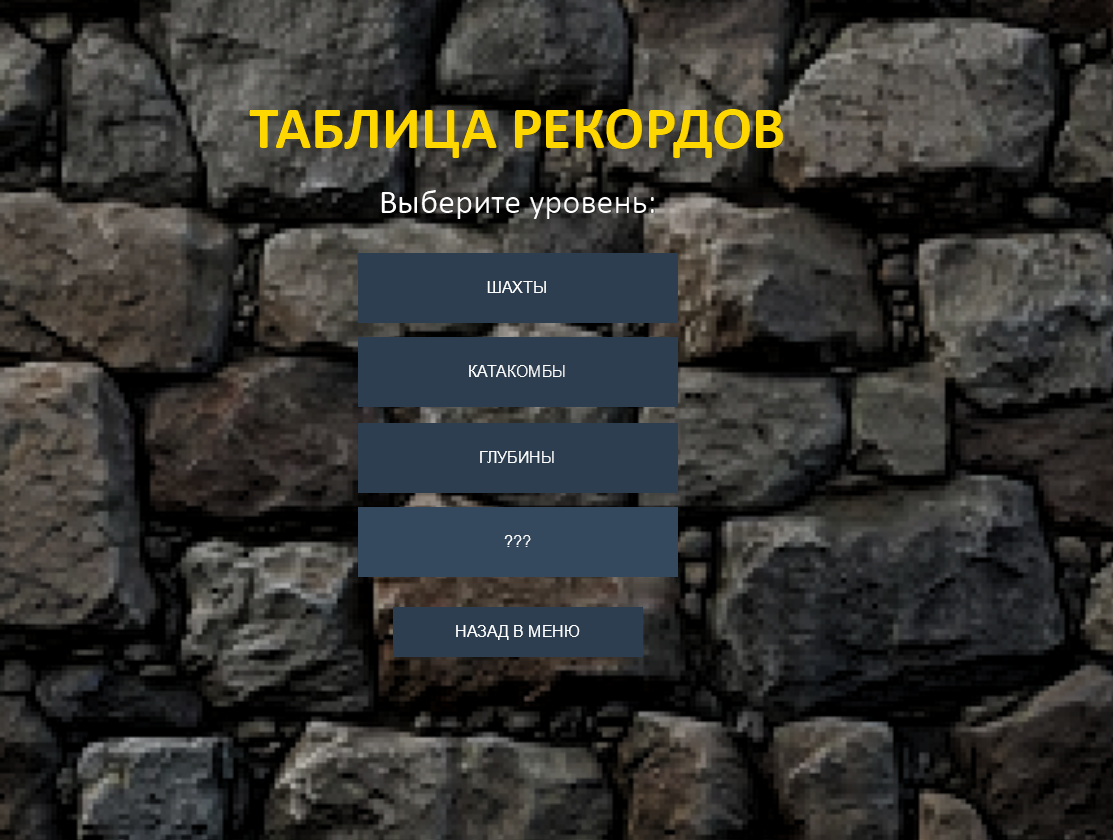 ТАБЛИЦА РЕКОРДОВ
Выберите уровень:
ШАХТЫ
КАТАКОМБЫ
ГЛУБИНЫ
???
НАЗАД В МЕНЮ